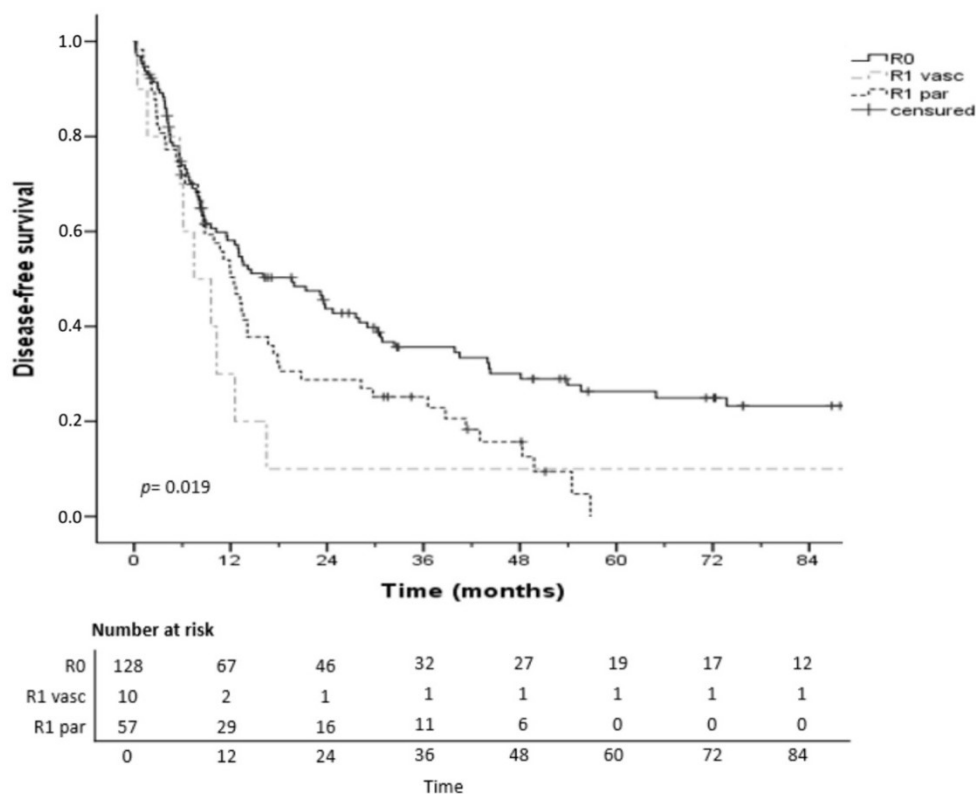 1.0
0.8
0.6
0.4
0.2
0.0
Disease-free survival
R0
R1 vasc
R1 par
censured
p= 0.019
0 12 24 36 48 60 72 84
Time (months)
Number at risk
R0 128 67 46 32 27 19 17 12
R1 vasc 10 2 1 1 1 1 1 1
R1 par 57 29 16 11 6 0 0 0
0 12 24 36 48 60 72 84
Time